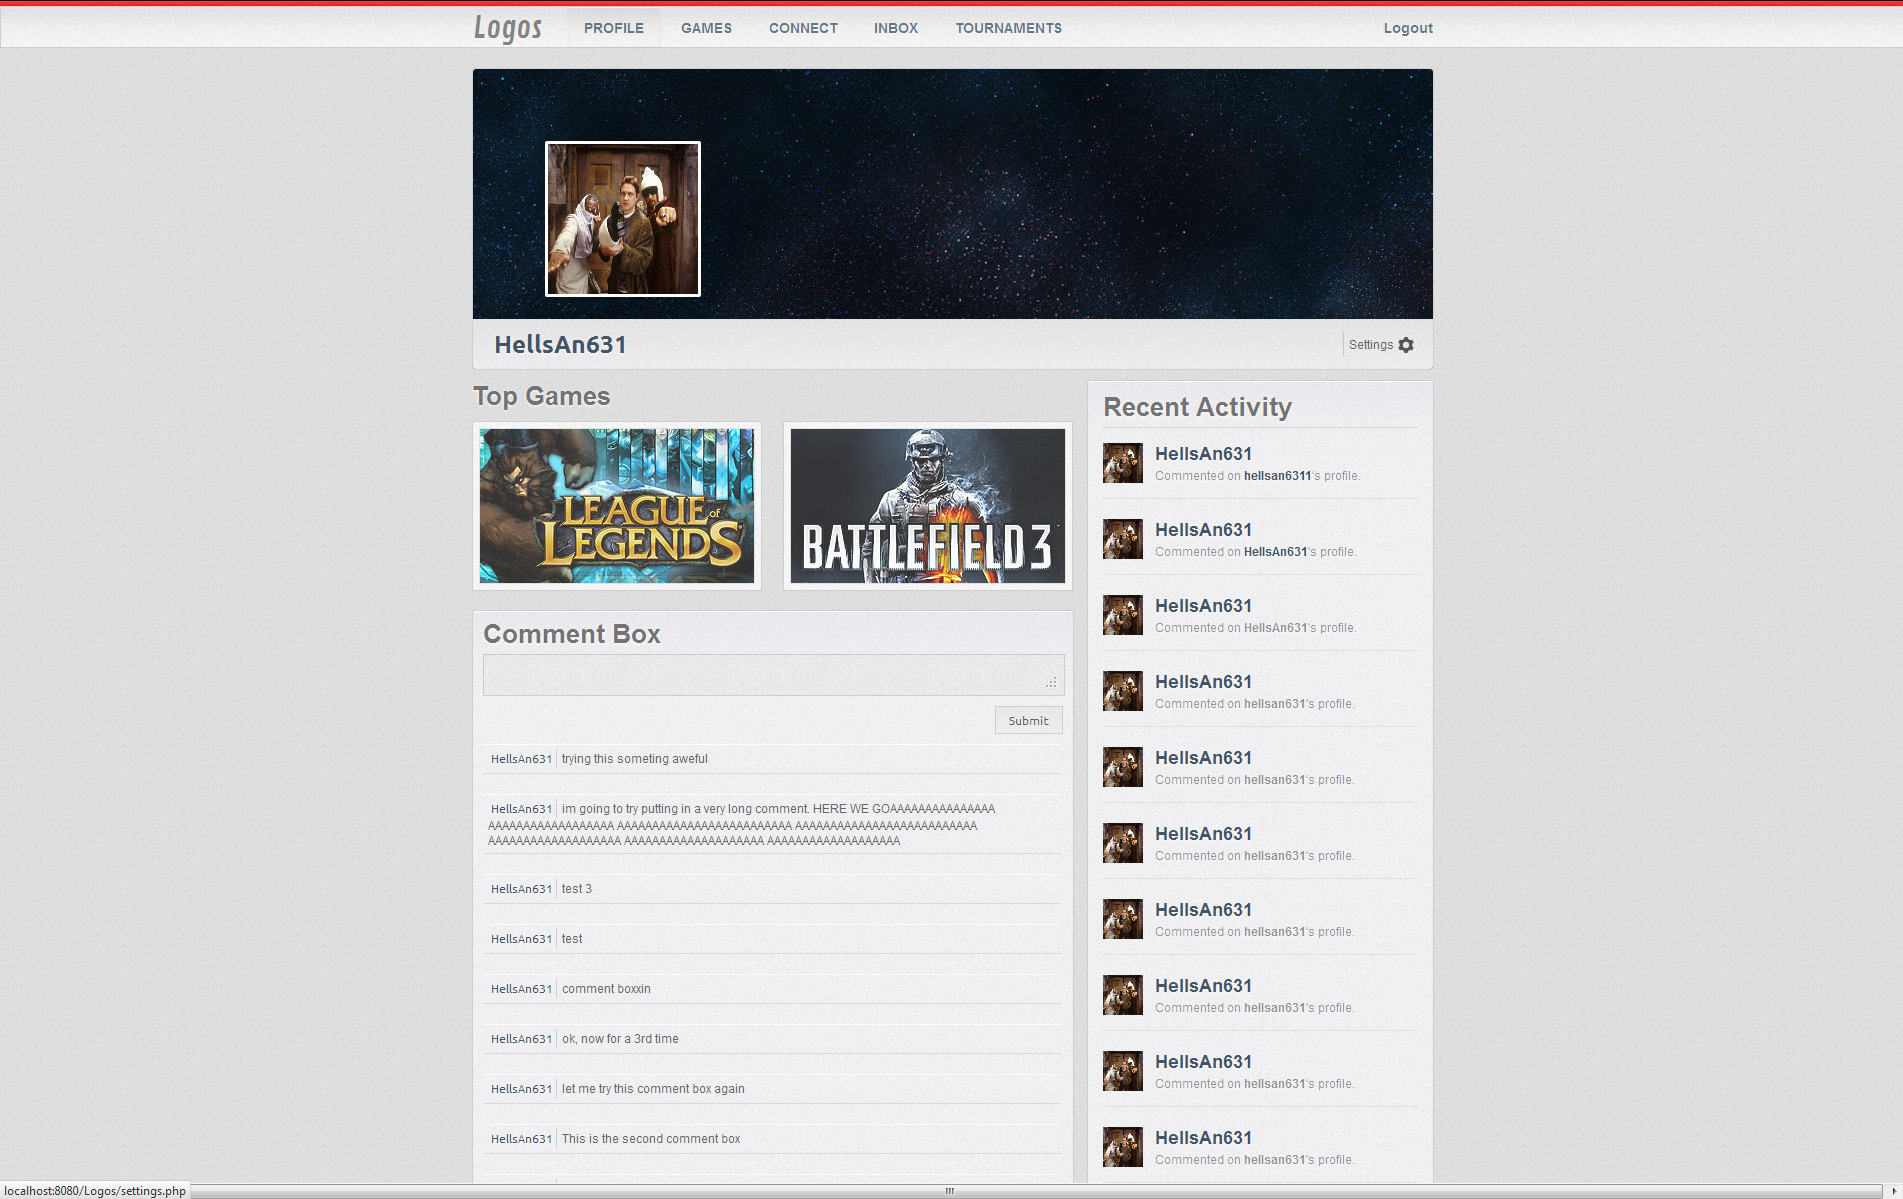 Logos
PROFILE
GAMES
CONNECT
INBOX
TOURNAMENTS
Logout
HellsAn631
Settings
Top Games
LEAGUE of
LEGENDS
BATTLEFIELD 3
Comment Box
Submit
HellsAn631 trying this someting aweful
HellsAn631 im going to try putting in a very long comment. HERE WE GOAAAAAAAAAAAAAAA
AAAAAAAAAAAAAAAAAA AAAAAAAAAAAAAAAAAAAAAAAAA AAAAAAAAAAAAAAAAAAAAAAAAAA
AAAAAAAAAAAAAAAAAAA AAAAAAAAAAAAAAAAAAAA AAAAAAAAAAAAAAAAAAA
HellsAn631 test 3
HellsAn631 test
HellsAn631 comment boxxin
HellsAn631 ok, now for a 3rd time
HellsAn631 let me try this comment box again
HellsAn631 This is the second comment box
Recent Activity
HellsAn631
Commented on hellsan6311's profile.
HellsAn631
Commented on HellsAn631's profile.
HellsAn631
Commented on HellsAn631's profile.
HellsAn631
Commented on hellsan631's profile.
HellsAn631
Commented on hellsan631's profile.
HellsAn631
Commented on hellsan631's profile.
HellsAn631
Commented on hellsan631's profile.
HellsAn631
Commented on hellsan631's profile.
HellsAn631
Commented on hellsan631's profile.
HellsAn631
Commented on hellsan631's profile.
localhost:8080/Logos/settings.php